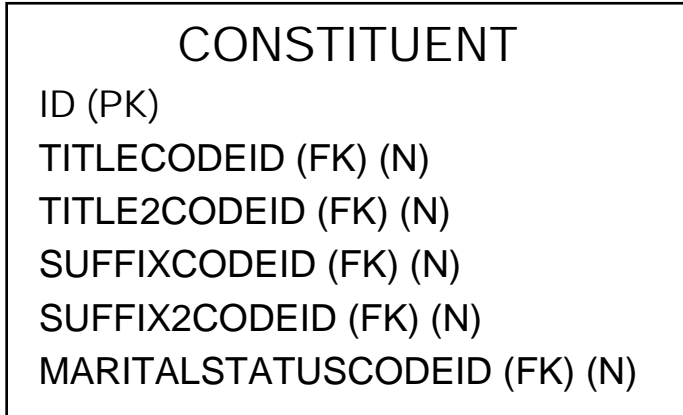 CONSTITUENT
ID (PK)
TITLECODEID (FK) (N)
TITLE2CODEID (FK) (N)
SUFFIXCODEID (FK) (N)
SUFFIX2CODEID (FK) (N)
MARITALSTATUSCODEID (FK) (N)